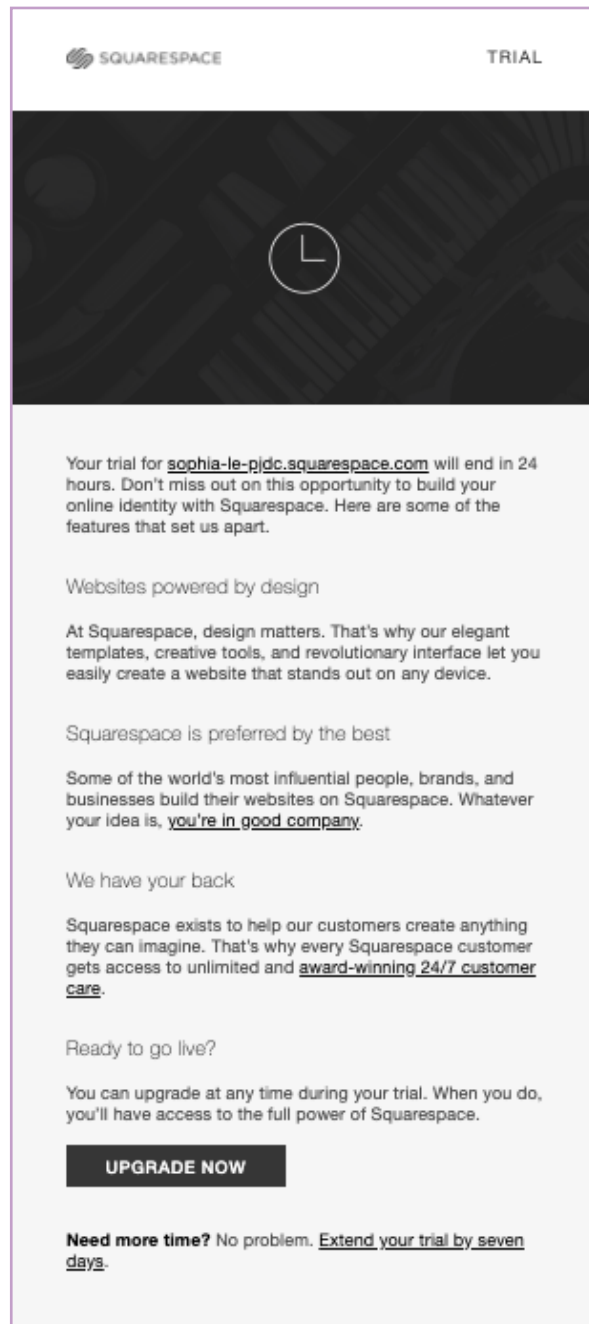 SQUARESPACE TRIAL
Your trial for sophia-le-pjdc.squarespace.com will end in 24
hours. Don't miss out on this opportunity to build your
online identity with Squarespace. Here are some of the
features that set us apart.
Websites powered by design
At Squarespace, design matters. That's why our elegant
templates, creative tools, and revolutionary interface let you
easily create a website that stands out on any device.
Squarespace is preferred by the best
Some of the world's most influential people, brands, and
businesses build their websites on Squarespace. Whatever
your idea is, you're in good company.
We have your back
Squarespace exists to help our customers create anything
they can imagine. That's why every Squarespace customer
gets access to unlimited and award-winning 24/7 customer
care.
Ready to go live?
You can upgrade at any time during your trial. When you do,
you'll have access to the full power of Squarespace.
UPGRADE NOW
Need more time? No problem. Extend your trial by seven
days.